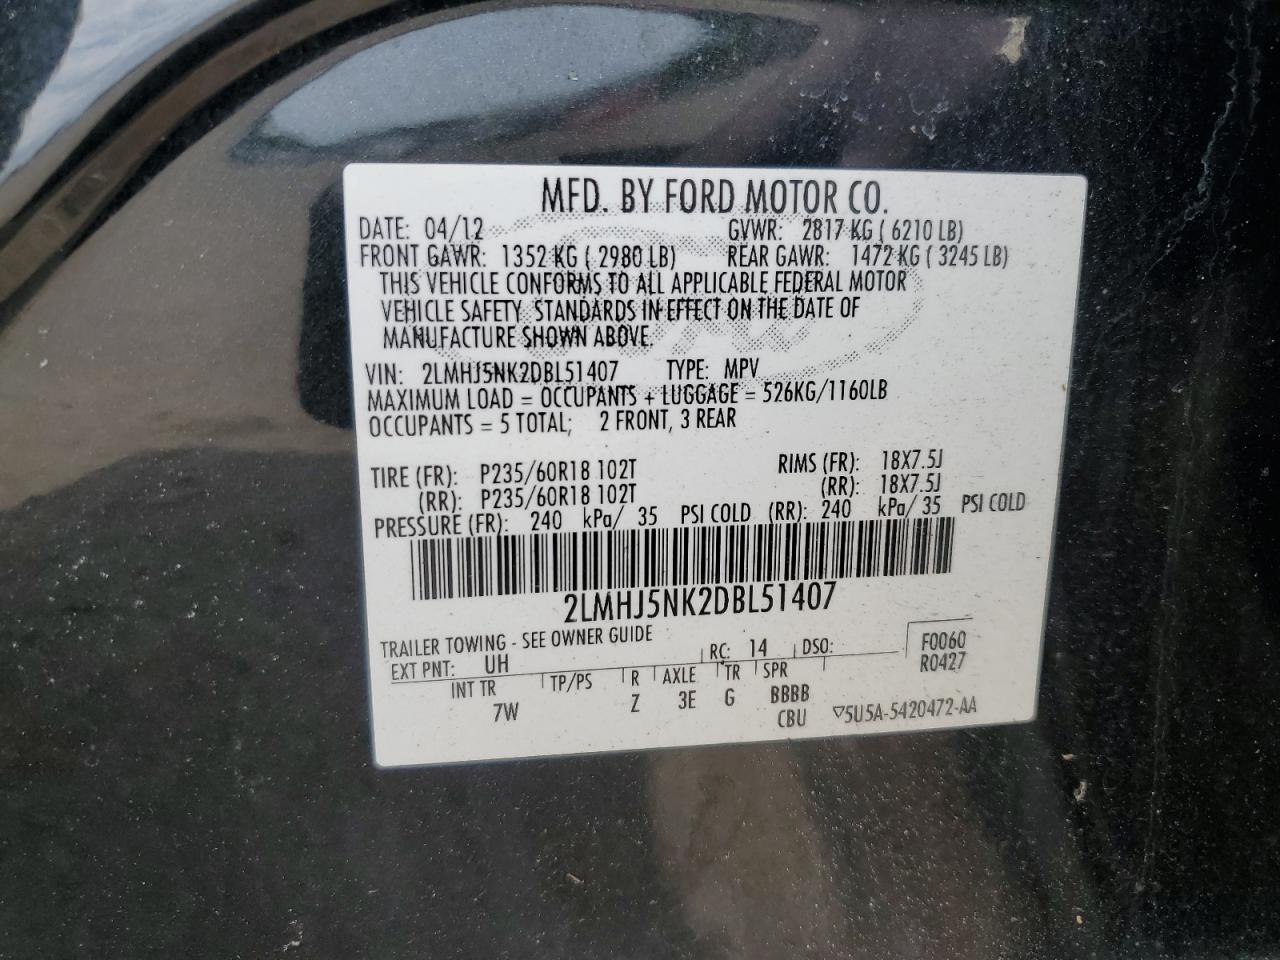 MFD. BY FORD MOTOR CO.
DATE: 04/12 GVWR: 2817 KG ( 6210 LB)
FRONT GAWR: 1352 KG ( 2980 LB) REAR GAWR: 1472 KG ( 3245 LB)
THIS VEHICLE CONFORMS TO ALL APPLICABLE FEDERAL MOTOR
VEHICLE SAFETY STANDARDS IN EFFECT ON THE DATE OF
MANUFACTURE SHOWN ABOVE.
VIN: 2LMHJ5NK2DBL51407 TYPE: MPV
MAXIMUM LOAD = OCCUPANTS + LUGGAGE = 526KG/1160LB
OCCUPANTS = 5 TOTAL; 2 FRONT, 3 REAR
TIRE (FR): P235/60R18 102T RIMS (FR): 18X7.5J
(RR): P235/60R18 102T (RR): 18X7.5J
PRESSURE (FR): 240 kPa/ 35 PSI COLD (RR): 240 kPa/ 35 PSI COLD
2LMHJ5NK2DBL51407
TRAILER TOWING - SEE OWNER GUIDE
EXT PNT: UH RC: 14 DSO: F0060
R0427
INT TR TP/PS R AXLE TR SPR
7W Z 3E G BBBB
CBU ▽5U5A-5420472-AA